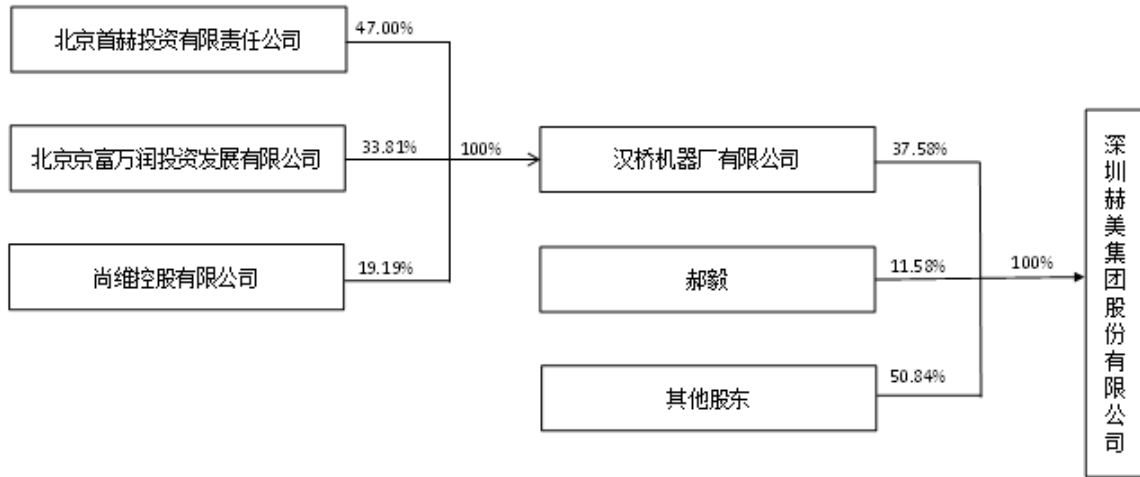 北京首赫投资有限责任公司
47.00%
北京京富万润投资发展有限公司
33.81%
100%
尚维控股有限公司
19.19%
汉桥机器厂有限公司
37.58%
郝毅
11.58%
100%
其他股东
50.84%
深圳赫美集团股份有限公司